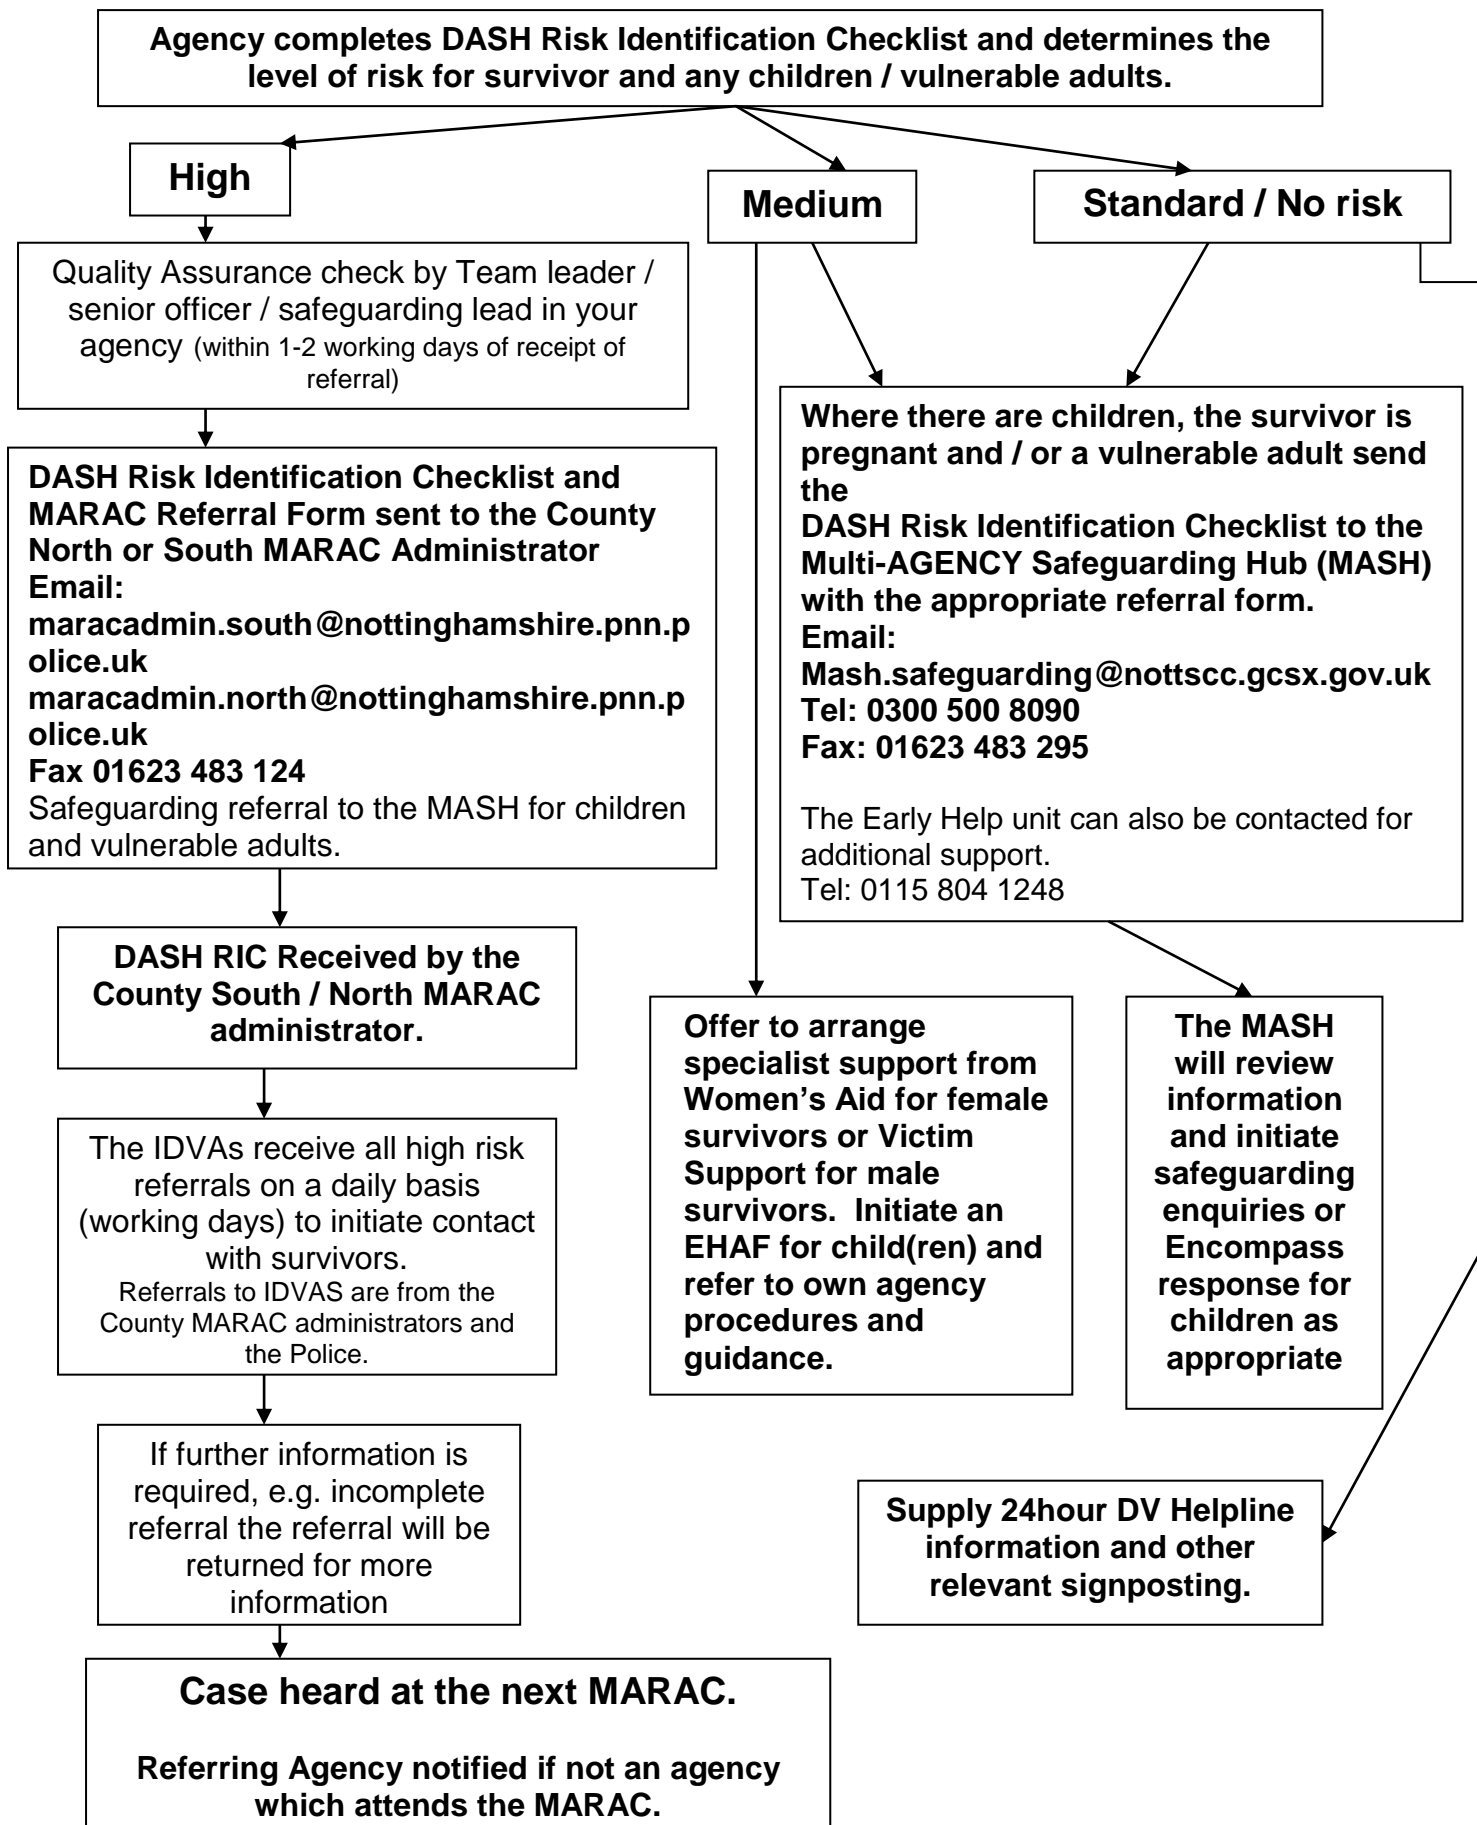 Agency completes DASH Risk Identification Checklist and determines the
level of risk for survivor and any children / vulnerable adults.
High
Medium
Standard / No risk
Quality Assurance check by Team leader /
senior officer / safeguarding lead in your
agency (within 1-2 working days of receipt of
referral)
DASH Risk Identification Checklist and
MARAC Referral Form sent to the County
North or South MARAC Administrator
Email:
maracadmin.south@nottinghamshire.pnn.p
olice.uk
maracadmin.north@nottinghamshire.pnn.p
olice.uk
Fax 01623 483 124
Safeguarding referral to the MASH for children
and vulnerable adults.
Where there are children, the survivor is
pregnant and / or a vulnerable adult send
the
DASH Risk Identification Checklist to the
Multi-AGENCY Safeguarding Hub (MASH)
with the appropriate referral form.
Email:
Mash.safeguarding@nottscc.gcsx.gov.uk
Tel: 0300 500 8090
Fax: 01623 483 295
The Early Help unit can also be contacted for
additional support.
Tel: 0115 804 1248
DASH RIC Received by the
County South / North MARAC
administrator.
Offer to arrange
specialist support from
Women's Aid for female
survivors or Victim
Support for male
survivors.  Initiate an
EHAF for child(ren) and
refer to own agency
procedures and
guidance.
The MASH
will review
information
and initiate
safeguarding
enquiries or
Encompass
response for
children as
appropriate
The IDVAs receive all high risk
referrals on a daily basis
(working days) to initiate contact
with survivors.
Referrals to IDVAS are from the
County MARAC administrators and
the Police.
If further information is
required, e.g. incomplete
referral the referral will be
returned for more
information
Supply 24hour DV Helpline
information and other
relevant signposting.
Case heard at the next MARAC.
Referring Agency notified if not an agency
which attends the MARAC.